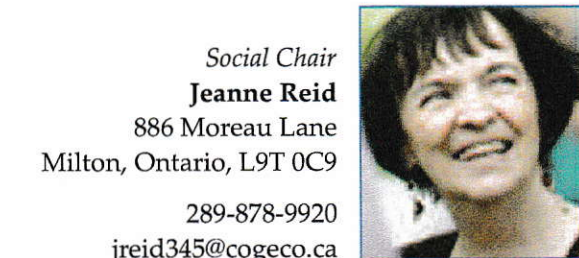 Social Chair
Jeanne Reid
886 Moreau Lane
Milton, Ontario, L9T 0C9
289-878-9920
jreid345@cogeco.ca